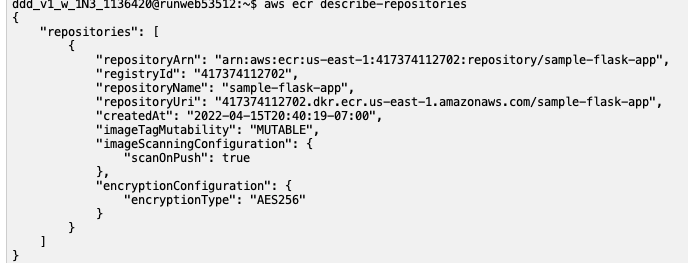 ddd_v1_w_1N3_1136420@runweb53512:~$ aws ecr describe-repositories
{
    "repositories": [
        {
            "repositoryArn": "arn:aws:ecr:us-east-1:417374112702:repository/sample-flask-app",
            "registryId": "417374112702",
            "repositoryName": "sample-flask-app",
            "repositoryUri": "417374112702.dkr.ecr.us-east-1.amazonaws.com/sample-flask-app",
            "createdAt": "2022-04-15T20:40:19-07:00",
            "imageTagMutability": "MUTABLE",
            "imageScanningConfiguration": {
                "scanOnPush": true
            },
            "encryptionConfiguration": {
                "encryptionType": "AES256"
            }
        }
    ]
}